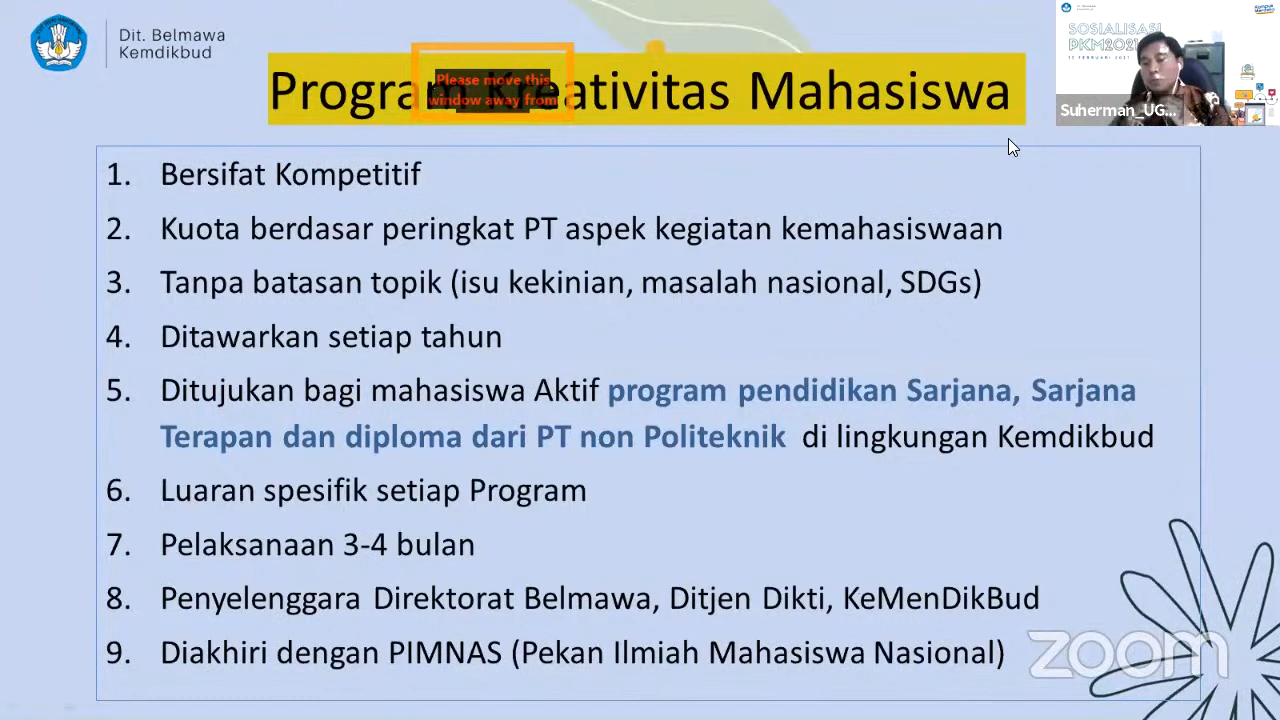 Dit. Belmawa
Kemdikbud
Program Kreativitas Mahasiswa
Please move this
window away from
SOSIALISASI
PKM2021
Suherman_UG...
1. Bersifat Kompetitif
2. Kuota berdasar peringkat PT aspek kegiatan kemahasiswaan
3. Tanpa batasan topik (isu kekinian, masalah nasional, SDGs)
4. Ditawarkan setiap tahun
5. Ditujukan bagi mahasiswa Aktif program pendidikan Sarjana, Sarjana
Terapan dan diploma dari PT non Politeknik di lingkungan Kemdikbud
6. Luaran spesifik setiap Program
7. Pelaksanaan 3-4 bulan
8. Penyelenggara Direktorat Belmawa, Ditjen Dikti, KeMenDikBud
9. Diakhiri dengan PIMNAS (Pekan Ilmiah Mahasiswa Nasional)
zoom